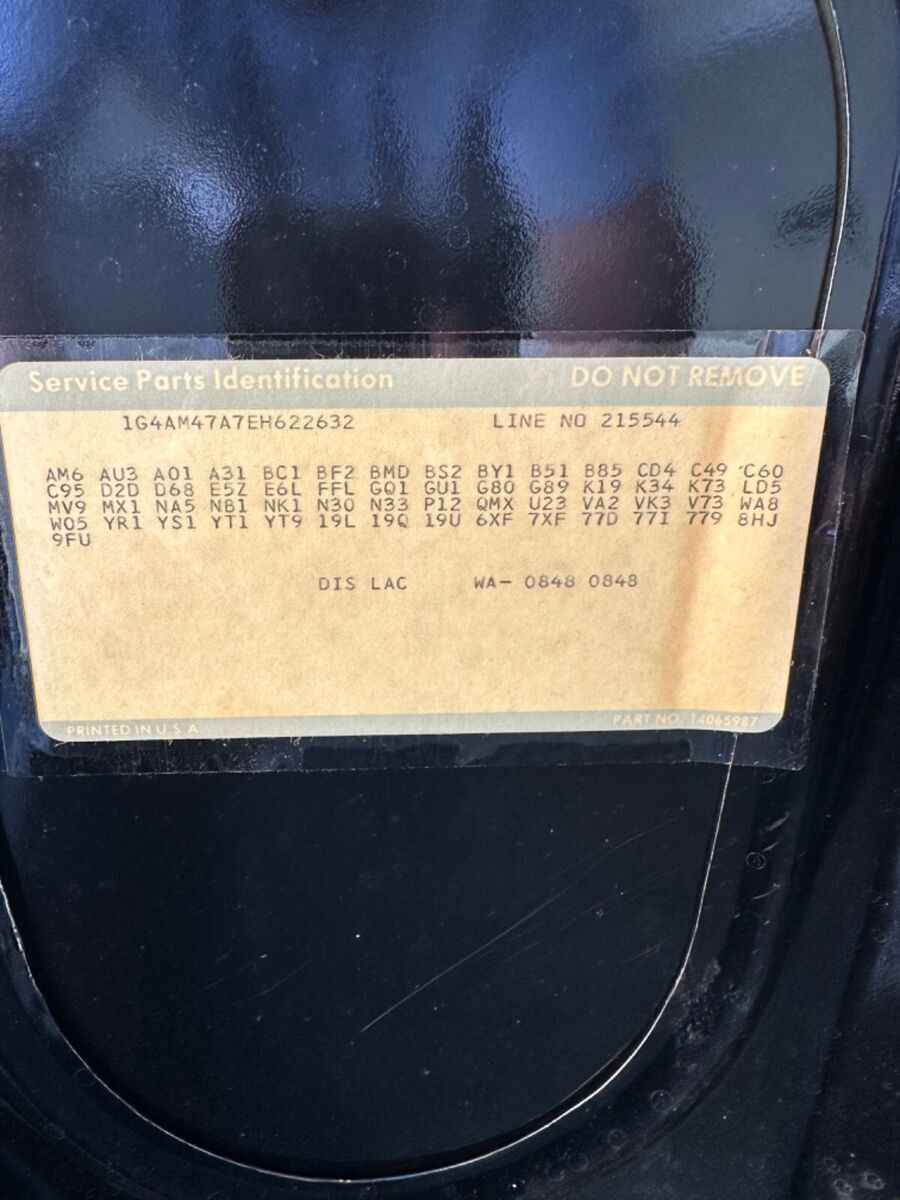 Service Parts Identification DO NOT REMOVE
1G4AM47A7EH622632 LINE NO 215544
AM6 AU3 A01 A31 BC1 BF2 BMD BS2 BY1 B51 B85 CD4 C49 C60
C95 D2D D68 E5Z E6L FFL GQ1 GU1 G80 G89 K19 K34 K73 LD5
MV9 MX1 NA5 NB1 NK1 N30 N33 P12 QMX U23 VA2 VK3 V73 WA8
W05 YR1 YS1 YT1 YT9 19L 19Q 19U 6XF 7XF 77D 77I 779 8HJ
9FU
DIS LAC WA- 0848 0848
PRINTED IN U.S.A PART NO. 14065987